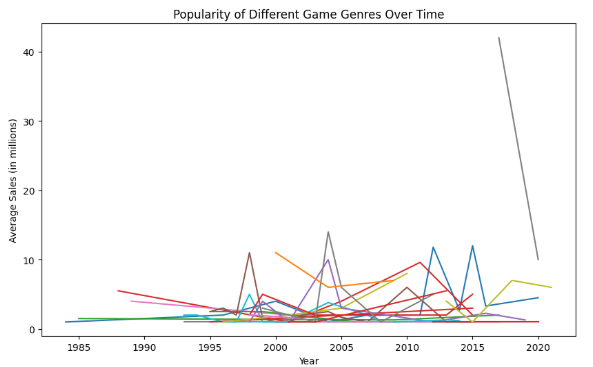 Popularity of Different Game Genres Over Time
Average Sales (in millions)
40
30
20
10
0
1985 1990 1995 2000 2005 2010 2015 2020
Year